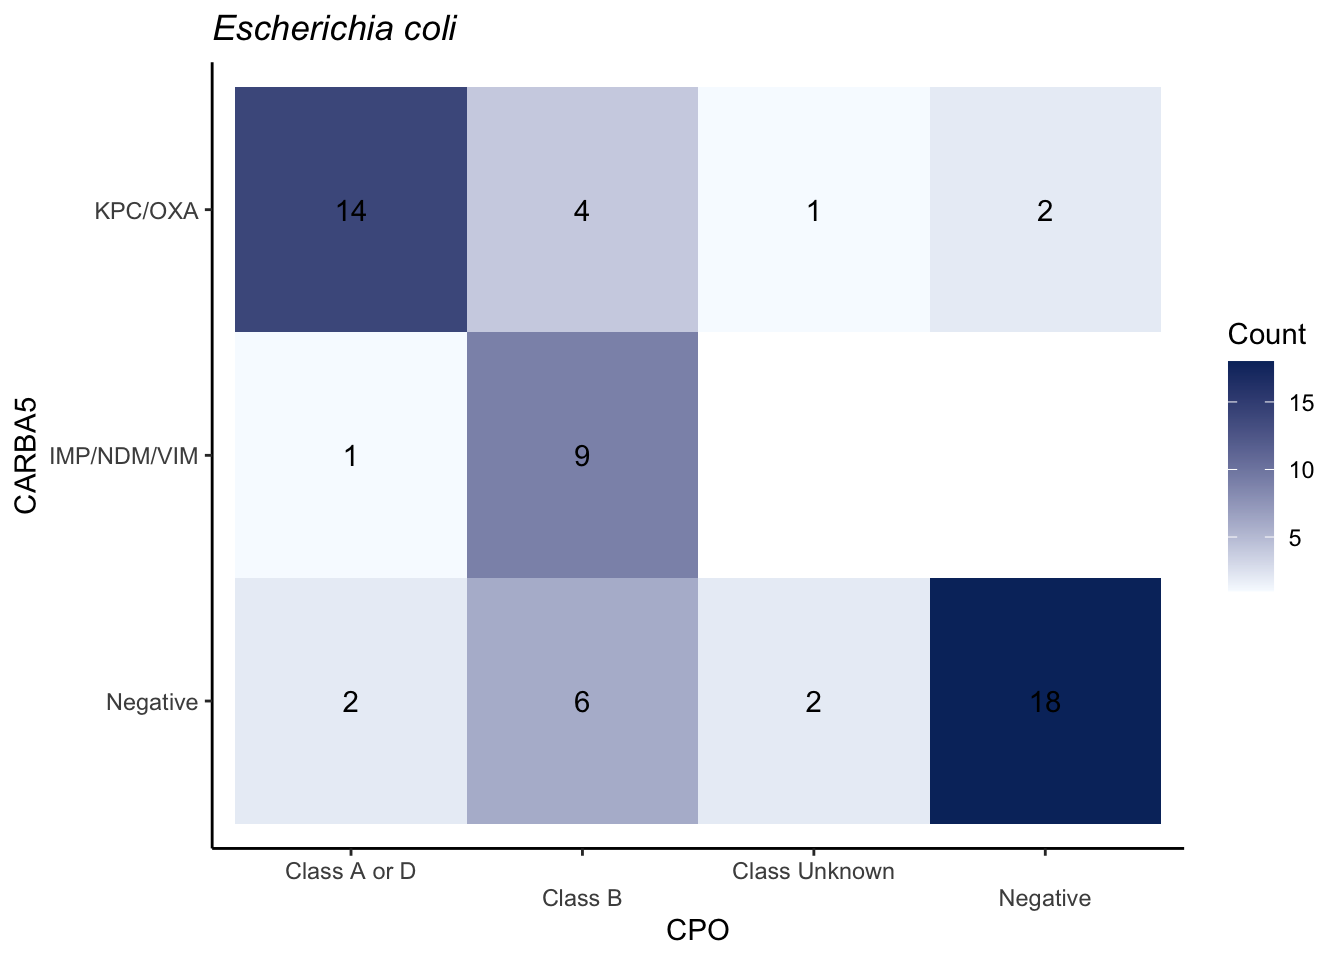 Escherichia coli
KPC/OXA
14
4
1
2
IMP/NDM/VIM
1
9
Negative
2
6
2
18
Class A or D
Class B
Class Unknown
Negative
CPO
CARBA5
Count
15
10
5